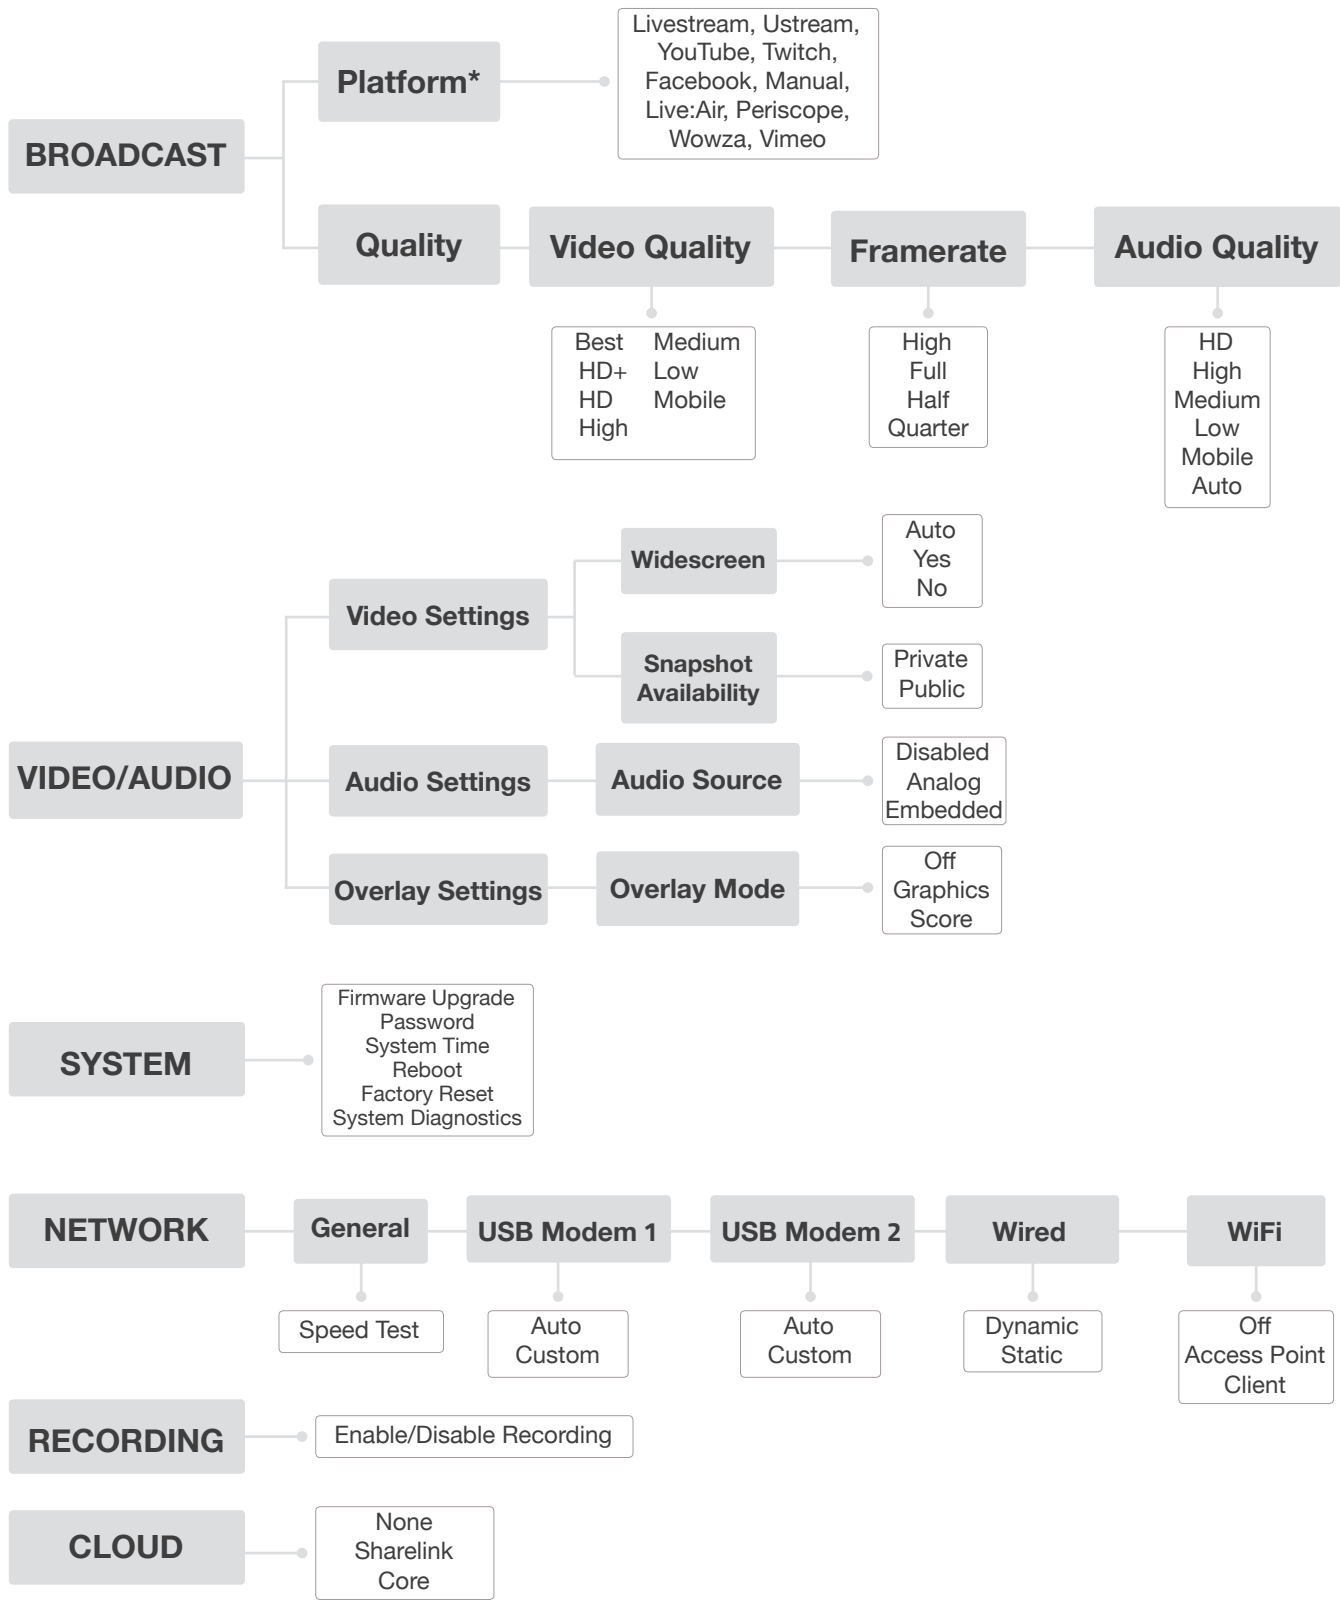 BROADCAST
Platform*
Livestream, Ustream,
YouTube, Twitch,
Facebook, Manual,
Live:Air, Periscope,
Wowza, Vimeo
Quality
Video Quality
Best Medium
HD+ Low
HD Mobile
High
Framerate
High
Full
Half
Quarter
Audio Quality
HD
High
Medium
Low
Mobile
Auto
VIDEO/AUDIO
Video Settings
Widescreen
Auto
Yes
No
Snapshot
Availability
Private
Public
Audio Settings
Audio Source
Disabled
Analog
Embedded
Overlay Settings
Overlay Mode
Off
Graphics
Score
SYSTEM
Firmware Upgrade
Password
System Time
Reboot
Factory Reset
System Diagnostics
NETWORK
General
Speed Test
USB Modem 1
Auto
Custom
USB Modem 2
Auto
Custom
Wired
Dynamic
Static
WiFi
Off
Access Point
Client
RECORDING
Enable/Disable Recording
CLOUD
None
Sharelink
Core